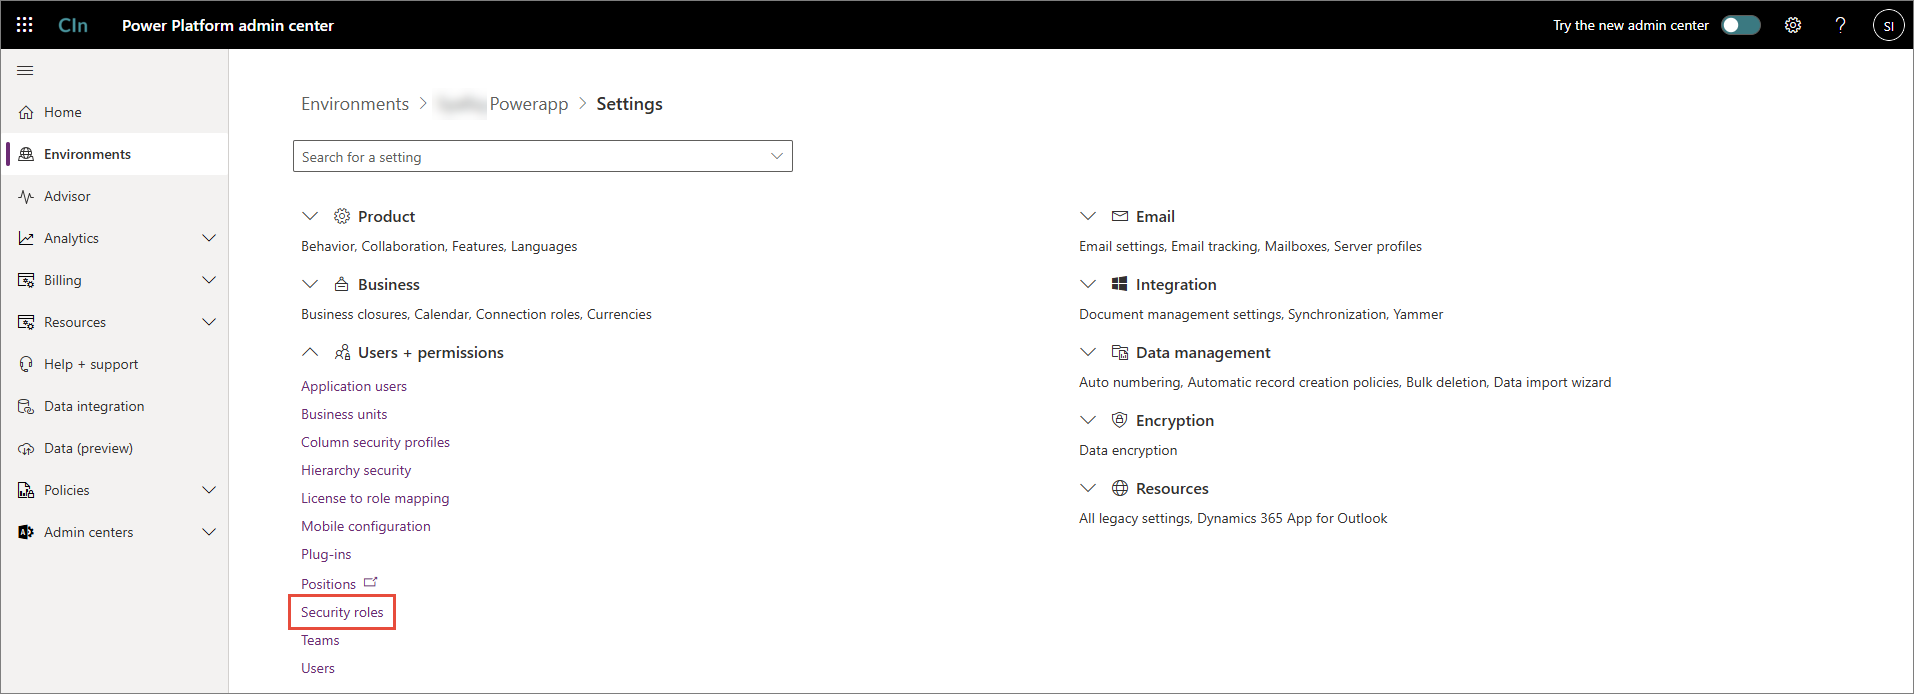 CIn Power Platform admin center Try the new admin center ? SI
Home
Environments
Advisor
Analytics
Billing
Resources
Help + support
Data integration
Data (preview)
Policies
Admin centers
Environments > Powerapp > Settings
Search for a setting
Product
Behavior, Collaboration, Features, Languages
Business
Business closures, Calendar, Connection roles, Currencies
Users + permissions
Application users
Business units
Column security profiles
Hierarchy security
License to role mapping
Mobile configuration
Plug-ins
Positions
Security roles
Teams
Users
Email
Email settings, Email tracking, Mailboxes, Server profiles
Integration
Document management settings, Synchronization, Yammer
Data management
Auto numbering, Automatic record creation policies, Bulk deletion, Data import wizard
Encryption
Data encryption
Resources
All legacy settings, Dynamics 365 App for Outlook